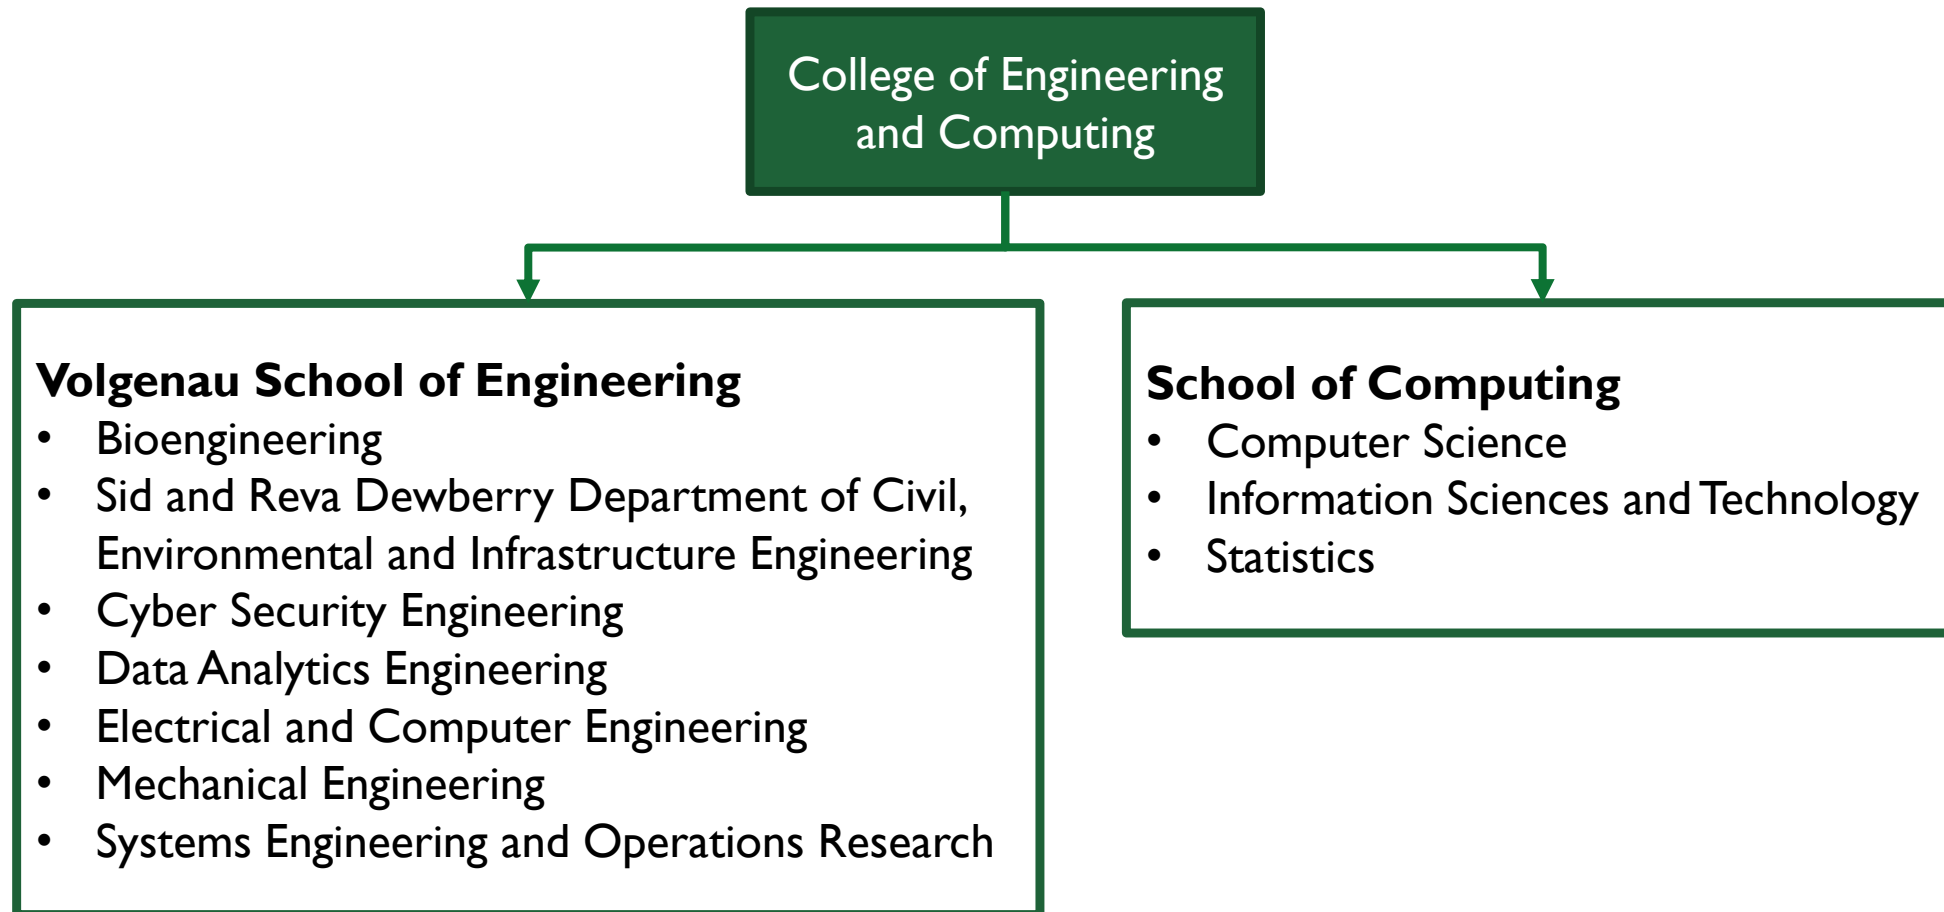 College of Engineering
and Computing
Volgenau School of Engineering
• Bioengineering
• Sid and Reva Dewberry Department of Civil,
Environmental and Infrastructure Engineering
• Cyber Security Engineering
• Data Analytics Engineering
• Electrical and Computer Engineering
• Mechanical Engineering
• Systems Engineering and Operations Research
School of Computing
• Computer Science
• Information Sciences and Technology
• Statistics